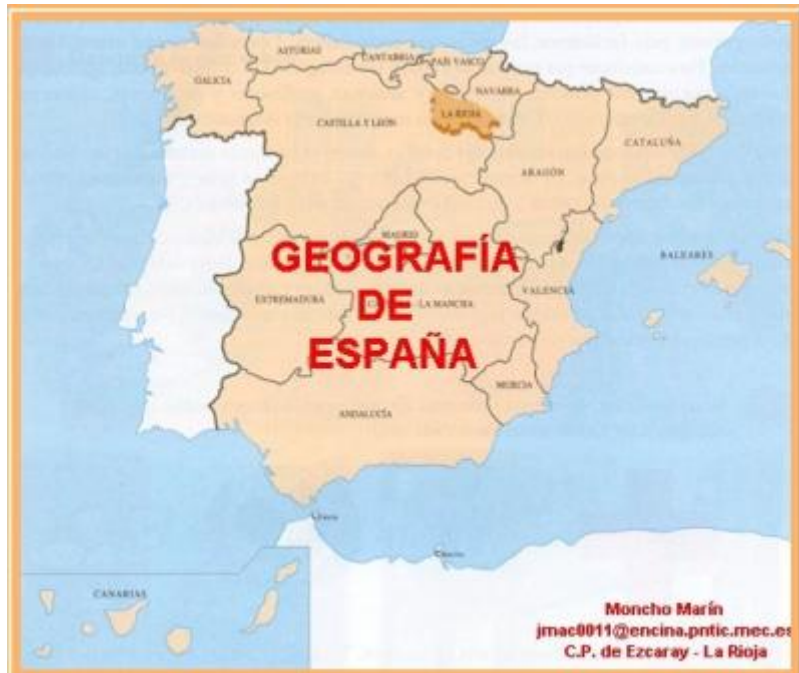 ASTURIAS
CANTABRIA
PAÍS VASCO
GALICIA
NAVARRA
LA RIOJA
CASTILLA Y LEÓN
CATALUÑA
ARAGÓN
MADRID
BALEARES
GEOGRAFÍA
DE
ESPAÑA
VALENCIA
EXTREMADURA
LA MANCHA
MURCIA
ANDALUCÍA
CANARIAS
Moncho Marín
jmac0011@encina.pntic.mec.es
C.P. de Ezcaray - La Rioja